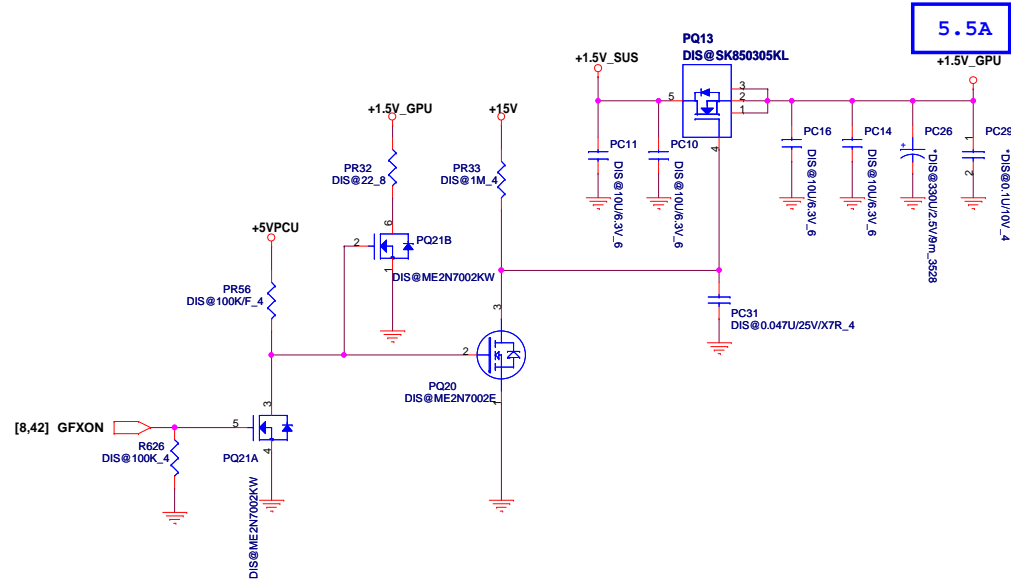 5.5A
PQ13
DIS@SK850305KL
+1.5V_SUS
+1.5V_GPU
5
3
2
1
4
PC11
DIS@10U/6.3V_6
PC10
DIS@10U/6.3V_6
PC16
DIS@10U/6.3V_6
PC14
DIS@10U/6.3V_6
+
PC26
*DIS@330U/2.5V/9m_3528
1
2
PC29
*DIS@0.1U/10V_4
+1.5V_GPU
+15V
PR32
DIS@22_8
PR33
DIS@1M_4
6
2
1
PQ21B
DIS@ME2N7002KW
+5VPCU
PR56
DIS@100K/F_4
PC31
DIS@0.047U/25V/X7R_4
3
2
1
PQ20
DIS@ME2N7002E
[8,42] GFXON
R626
DIS@100K_4
3
5
4
PQ21A
DIS@ME2N7002KW